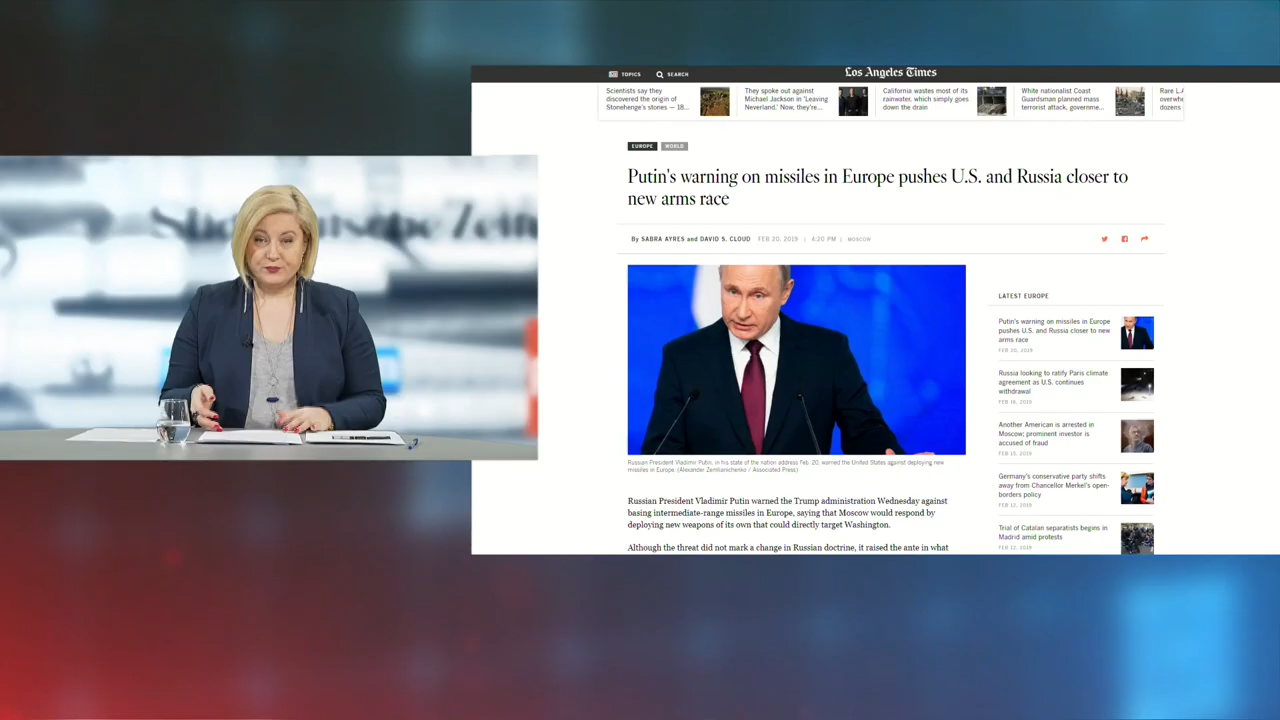 TOPICS
SEARCH
Los Angeles Times
Scientists say they
discovered the origin of
Stonehenge's stones — 18...
They spoke out against
Michael Jackson in 'Leaving
Neverland.' Now, they're...
California wastes most of its
rainwater, which simply goes
down the drain
White nationalist Coast
Guardsman planned mass
terrorist attack, governme...
Rare L.A
overwhe
dozens
EUROPE
WORLD
Putin's warning on missiles in Europe pushes U.S. and Russia closer to
new arms race
By SABRA AYRES and DAVID S. CLOUD
FEB 20, 2019 | 4:20 PM | MOSCOW
Russian President Vladimir Putin, in his state of the nation address Feb. 20, warned the United States against deploying new
missiles in Europe. (Alexander Zemlianichenko / Associated Press)
Russian President Vladimir Putin warned the Trump administration Wednesday against
basing intermediate-range missiles in Europe, saying that Moscow would respond by
deploying new weapons of its own that could directly target Washington.
Although the threat did not mark a change in Russian doctrine, it raised the ante in what
LATEST EUROPE
Putin's warning on missiles in Europe
pushes U.S. and Russia closer to new
arms race
FEB 20, 2019
Russia looking to ratify Paris climate
agreement as U.S. continues
withdrawal
FEB 18, 2019
Another American is arrested in
Moscow; prominent investor is
accused of fraud
FEB 15, 2019
Germany's conservative party shifts
away from Chancellor Merkel's open-
borders policy
FEB 12, 2019
Trial of Catalan separatists begins in
Madrid amid protests
FEB 12, 2019